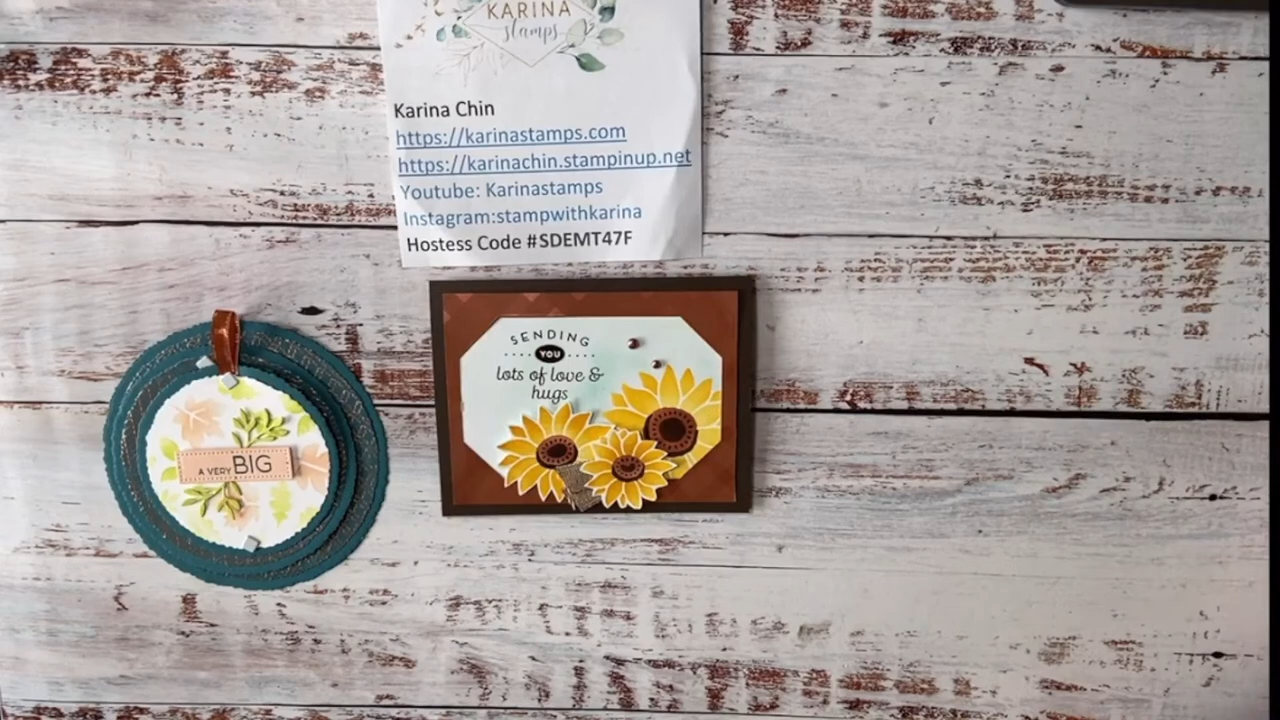 KARINA
stamps
Karina Chin
https://karinastamps.com
https://karinachin.stampinup.net
Youtube: Karinastamps
Instagram:stampwithkarina
Hostess Code #SDEMT47F
SENDING
YOU
lots of love &
hugs
A VERY BIG